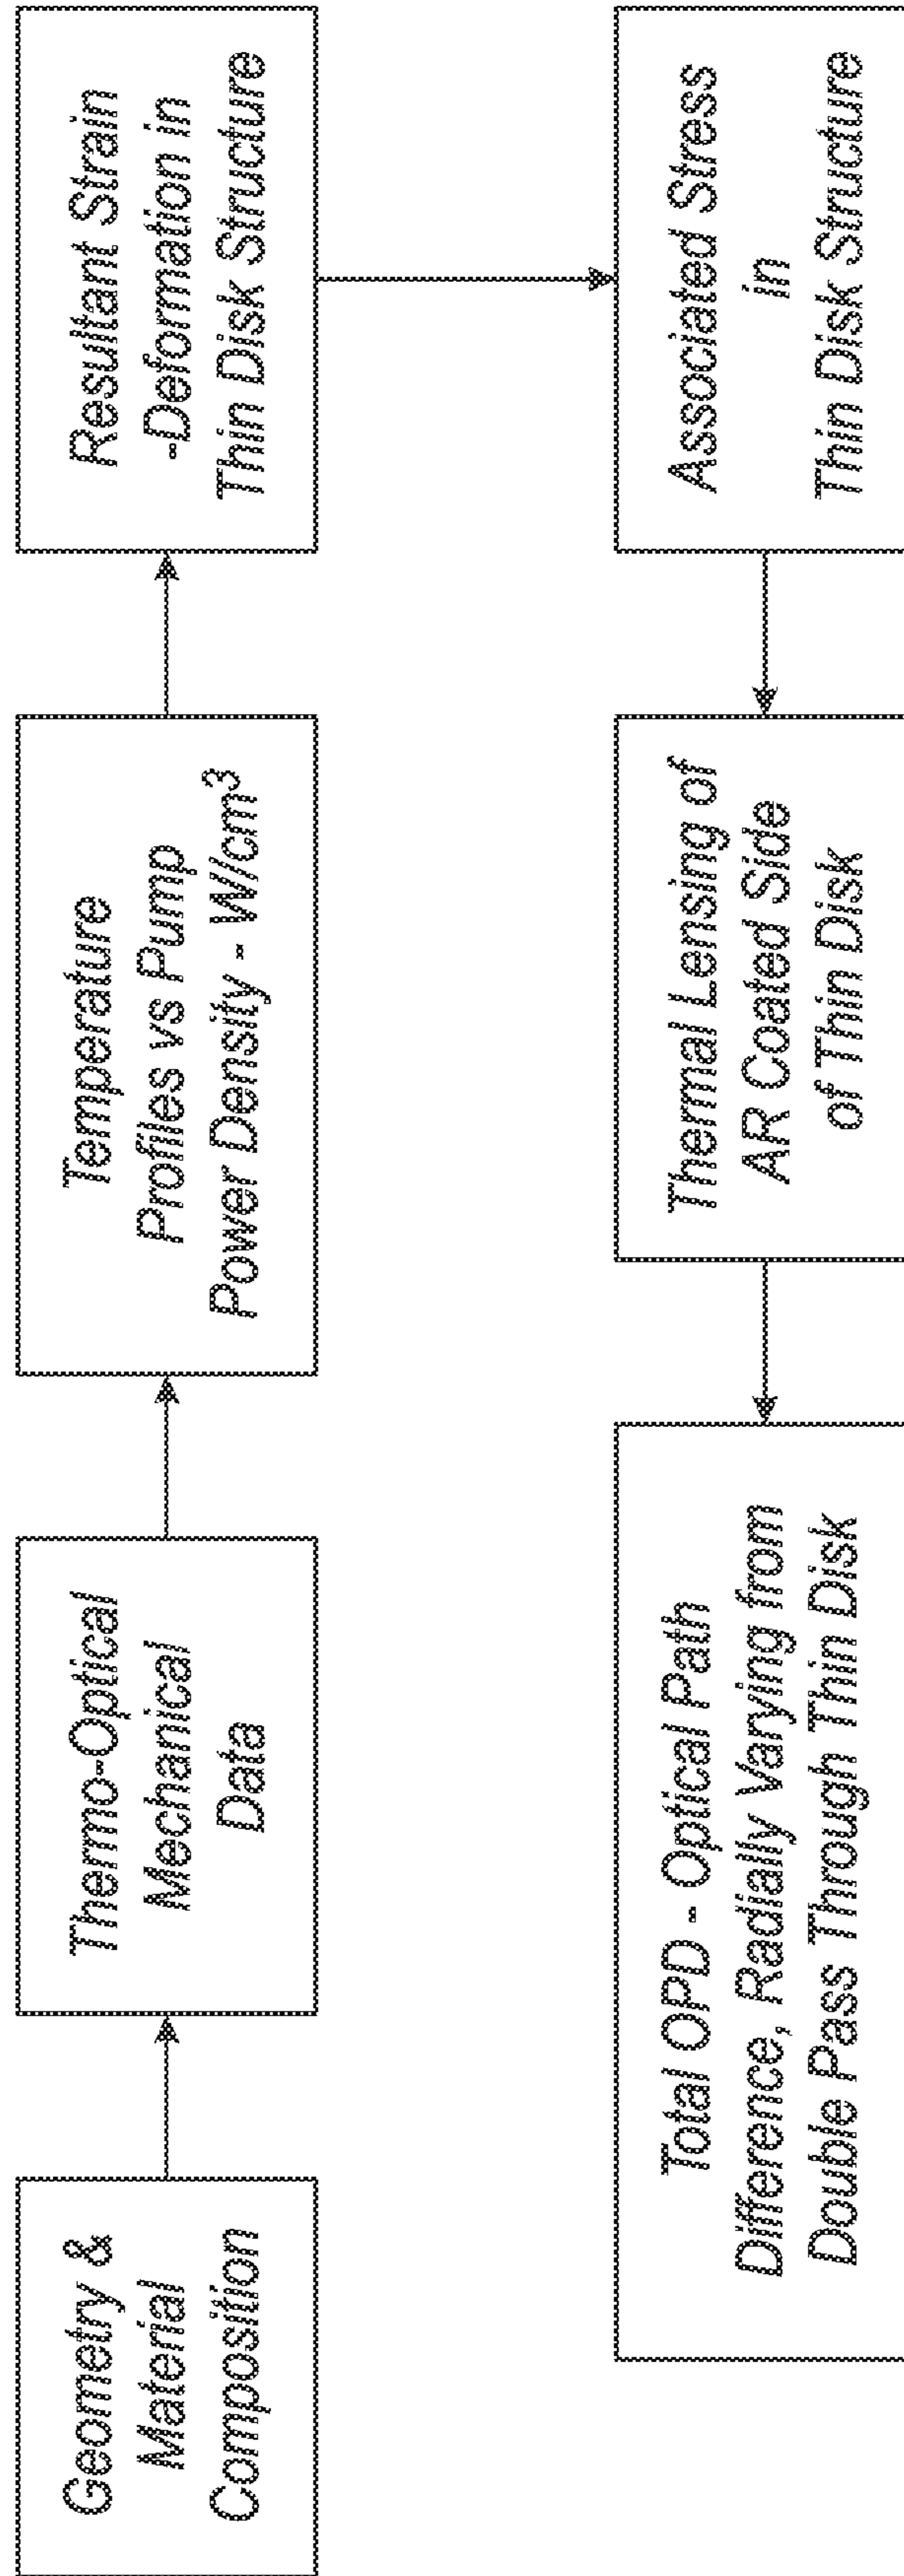 Geometry &
Material
Composition
Thermo-Optical
Mechanical
Data
Temperature
Profiles vs Pump
Power Density - W/cm³
Resultant Strain
-Deformation in
Thin Disk Structure
Associated Stress
in
Thin Disk Structure
Thermal Lensing of
AR Coated Side
of Thin Disk
Total OPD - Optical Path
Difference, Radially Varying from
Double Pass Through Thin Disk